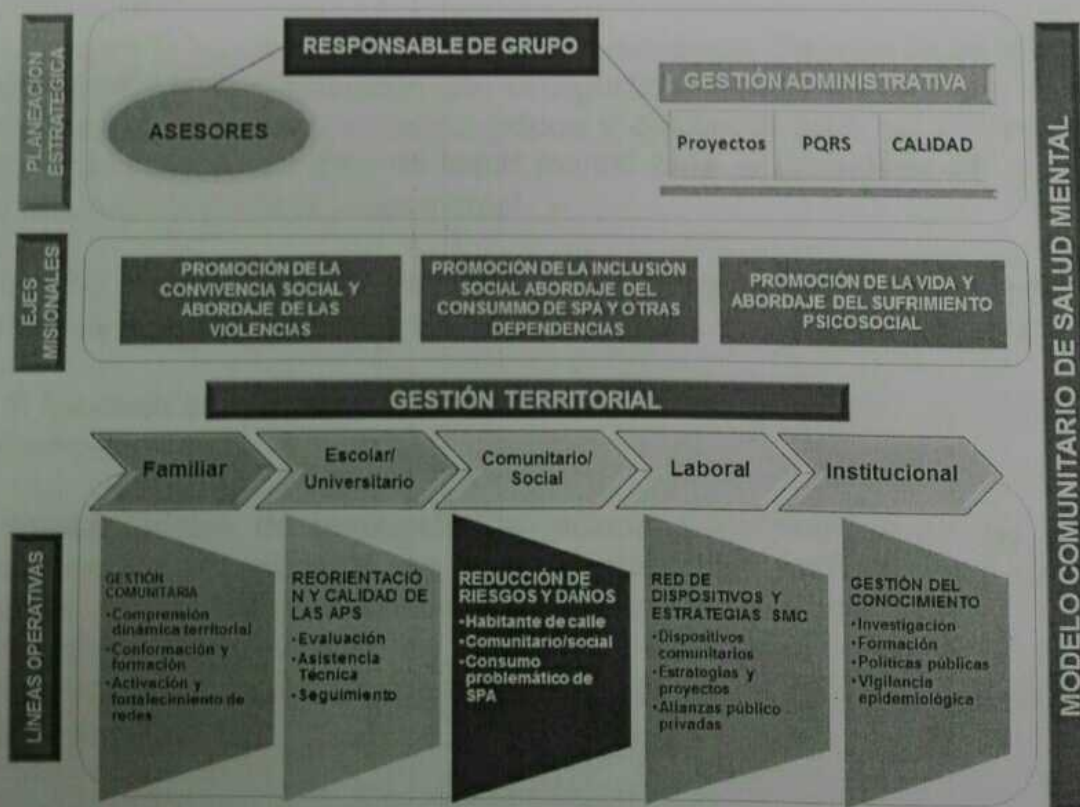 PLANEACION
ESTRATEGICA
RESPONSABLE DE GRUPO
ASESORES
GESTIÓN ADMINISTRATIVA
Proyectos
PQRS
CALIDAD
EJES
MISIONALES
PROMOCIÓN DE LA
CONVIVENCIA SOCIAL Y
ABORDAJE DE LAS
VIOLENCIAS
PROMOCIÓN DE LA INCLUSIÓN
SOCIAL ABORDAJE DEL
CONSUMMO DE SPA Y OTRAS
DEPENDENCIAS
PROMOCIÓN DE LA VIDA Y
ABORDAJE DEL SUFRIMIENTO
PSICOSOCIAL
GESTIÓN TERRITORIAL
Familiar
Escolar/
Universitario
Comunitario/
Social
Laboral
Institucional
LÍNEAS OPERATIVAS
GESTIÓN
COMUNITARIA
•Comprensión
dinámica territorial
•Conformación y
formación
•Activación y
fortalecimiento de
redes
REORIENTACIÓ
N Y CALIDAD DE
LAS APS
•Evaluación
•Asistencia
Técnica
•Seguimiento
REDUCCIÓN DE
RIESGOS Y DAÑOS
•Habitante de calle
•Comunitario/social
•Consumo
problemático de
SPA
RED DE
DISPOSITIVOS Y
ESTRATEGIAS SMC
•Dispositivos
comunitarios
•Estrategias y
proyectos
•Alianzas público
privadas
GESTIÓN DEL
CONOCIMIENTO
•Investigación
•Formación
•Políticas públicas
•Vigilancia
epidemiológica
MODELO COMUNITARIO DE SALUD MENTAL